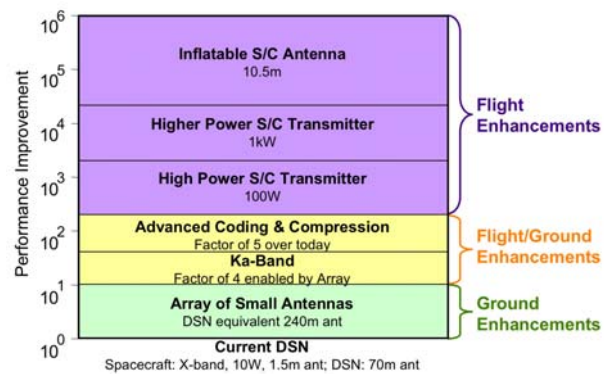 Performance Improvement
10^6
10^5
10^4
10^3
10^2
10^1
10^0
Inflatable S/C Antenna
10.5m
Higher Power S/C Transmitter
1kW
High Power S/C Transmitter
100W
Advanced Coding & Compression
Factor of 5 over today
Ka-Band
Factor of 4 enabled by Array
Array of Small Antennas
DSN equivalent 240m ant
Current DSN
Spacecraft: X-band, 10W, 1.5m ant; DSN: 70m ant
Flight
Enhancements
Flight/Ground
Enhancements
Ground
Enhancements